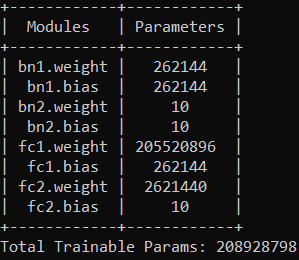 +------------+------------+
|  Modules   | Parameters |
+------------+------------+
| bn1.weight |   262144   |
|  bn1.bias  |   262144   |
| bn2.weight |     10     |
|  bn2.bias  |     10     |
| fc1.weight | 205520896  |
|  fc1.bias  |   262144   |
| fc2.weight |  2621440   |
|  fc2.bias  |     10     |
+------------+------------+
Total Trainable Params: 208928798